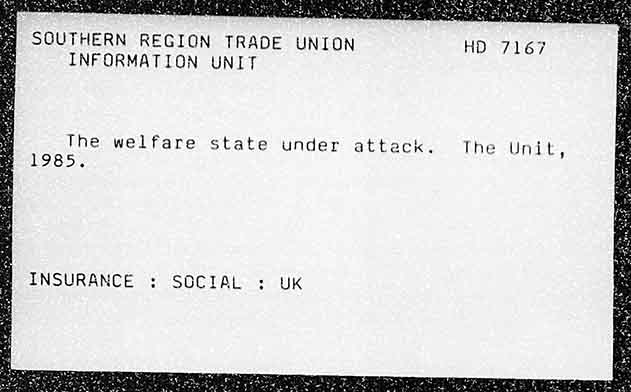 SOUTHERN REGION TRADE UNION HD 7167
INFORMATION UNIT
The welfare state under attack. The Unit,
1985.
INSURANCE : SOCIAL : UK